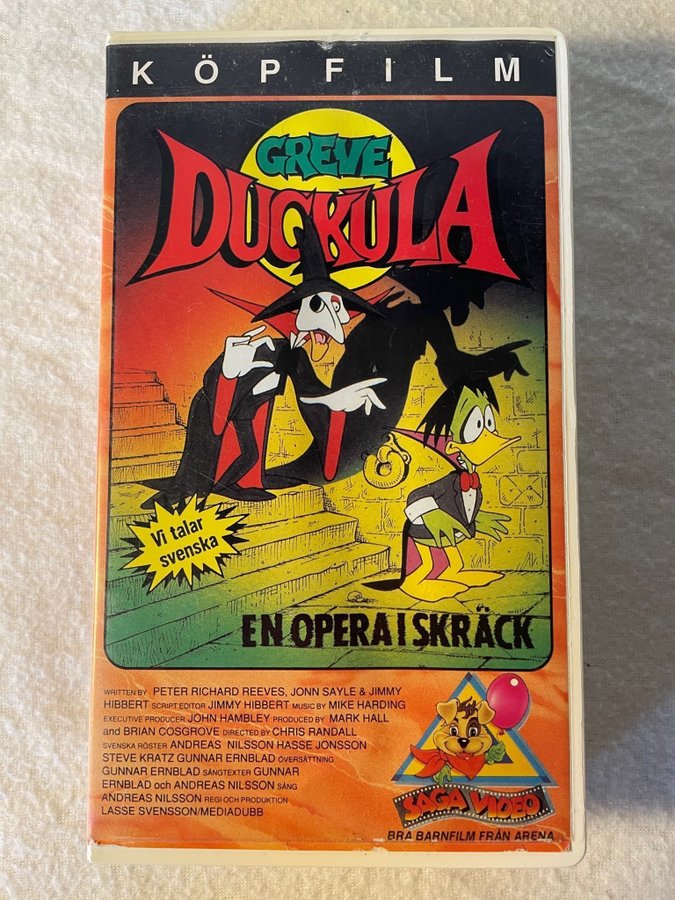 KÖPFILM
GREVE
DUCKULA
Vi talar
svenska
EN OPERA I SKRÄCK
WRITTEN BY PETER RICHARD REEVES, JONN SAYLE & JIMMY
HIBBERT SCRIPT EDITOR JIMMY HIBBERT MUSIC BY MIKE HARDING
EXECUTIVE PRODUCER JOHN HAMBLEY PRODUCED BY MARK HALL
and BRIAN COSGROVE DIRECTED BY CHRIS RANDALL
SVENSKA RÖSTER ANDREAS NILSSON HASSE JONSSON
STEVE KRATZ GUNNAR ERNBLAD ÖVERSÄTTNING
GUNNAR ERNBLAD SÅNGTEXTER GUNNAR
ERNBLAD och ANDREAS NILSSON SÅNG
ANDREAS NILSSON REGI OCH PRODUKTION
LASSE SVENSSON/MEDIADUBB
SAGA VIDEO
BRA BARNFILM FRÅN ARENA